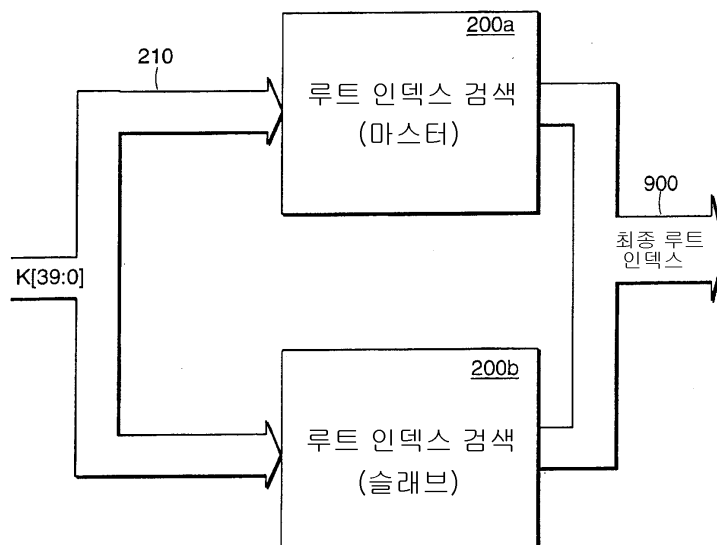 200a
210
루트 인덱스 검색
(마스터)
900
최종 루트
인덱스
K[39:0]
200b
루트 인덱스 검색
(슬래브)